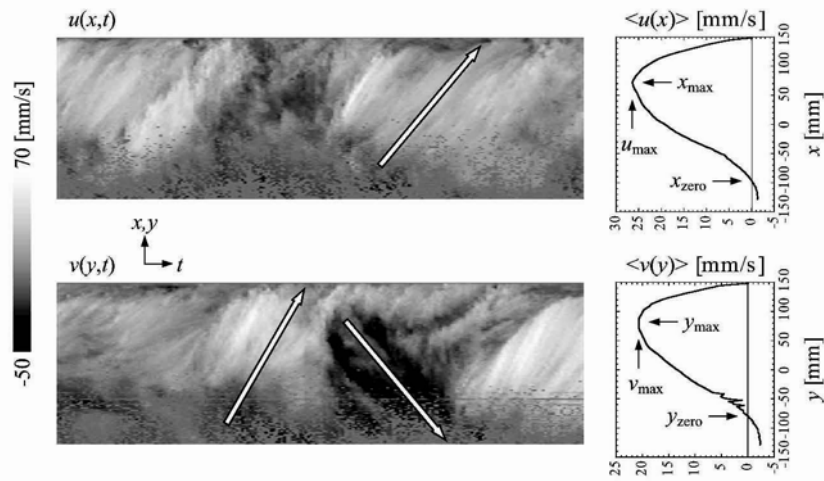 u(x,t)
<u(x)> [mm/s]
70 [mm/s]
-50
x_max
u_max
x_zero
150
100
50
0
-50
-100
-150
x [mm]
30 25 20 15 10 5 0 -5
x,y
t
v(y,t)
<v(y)> [mm/s]
y_max
v_max
y_zero
150
100
50
0
-50
-100
-150
y [mm]
25 20 15 10 5 0 -5